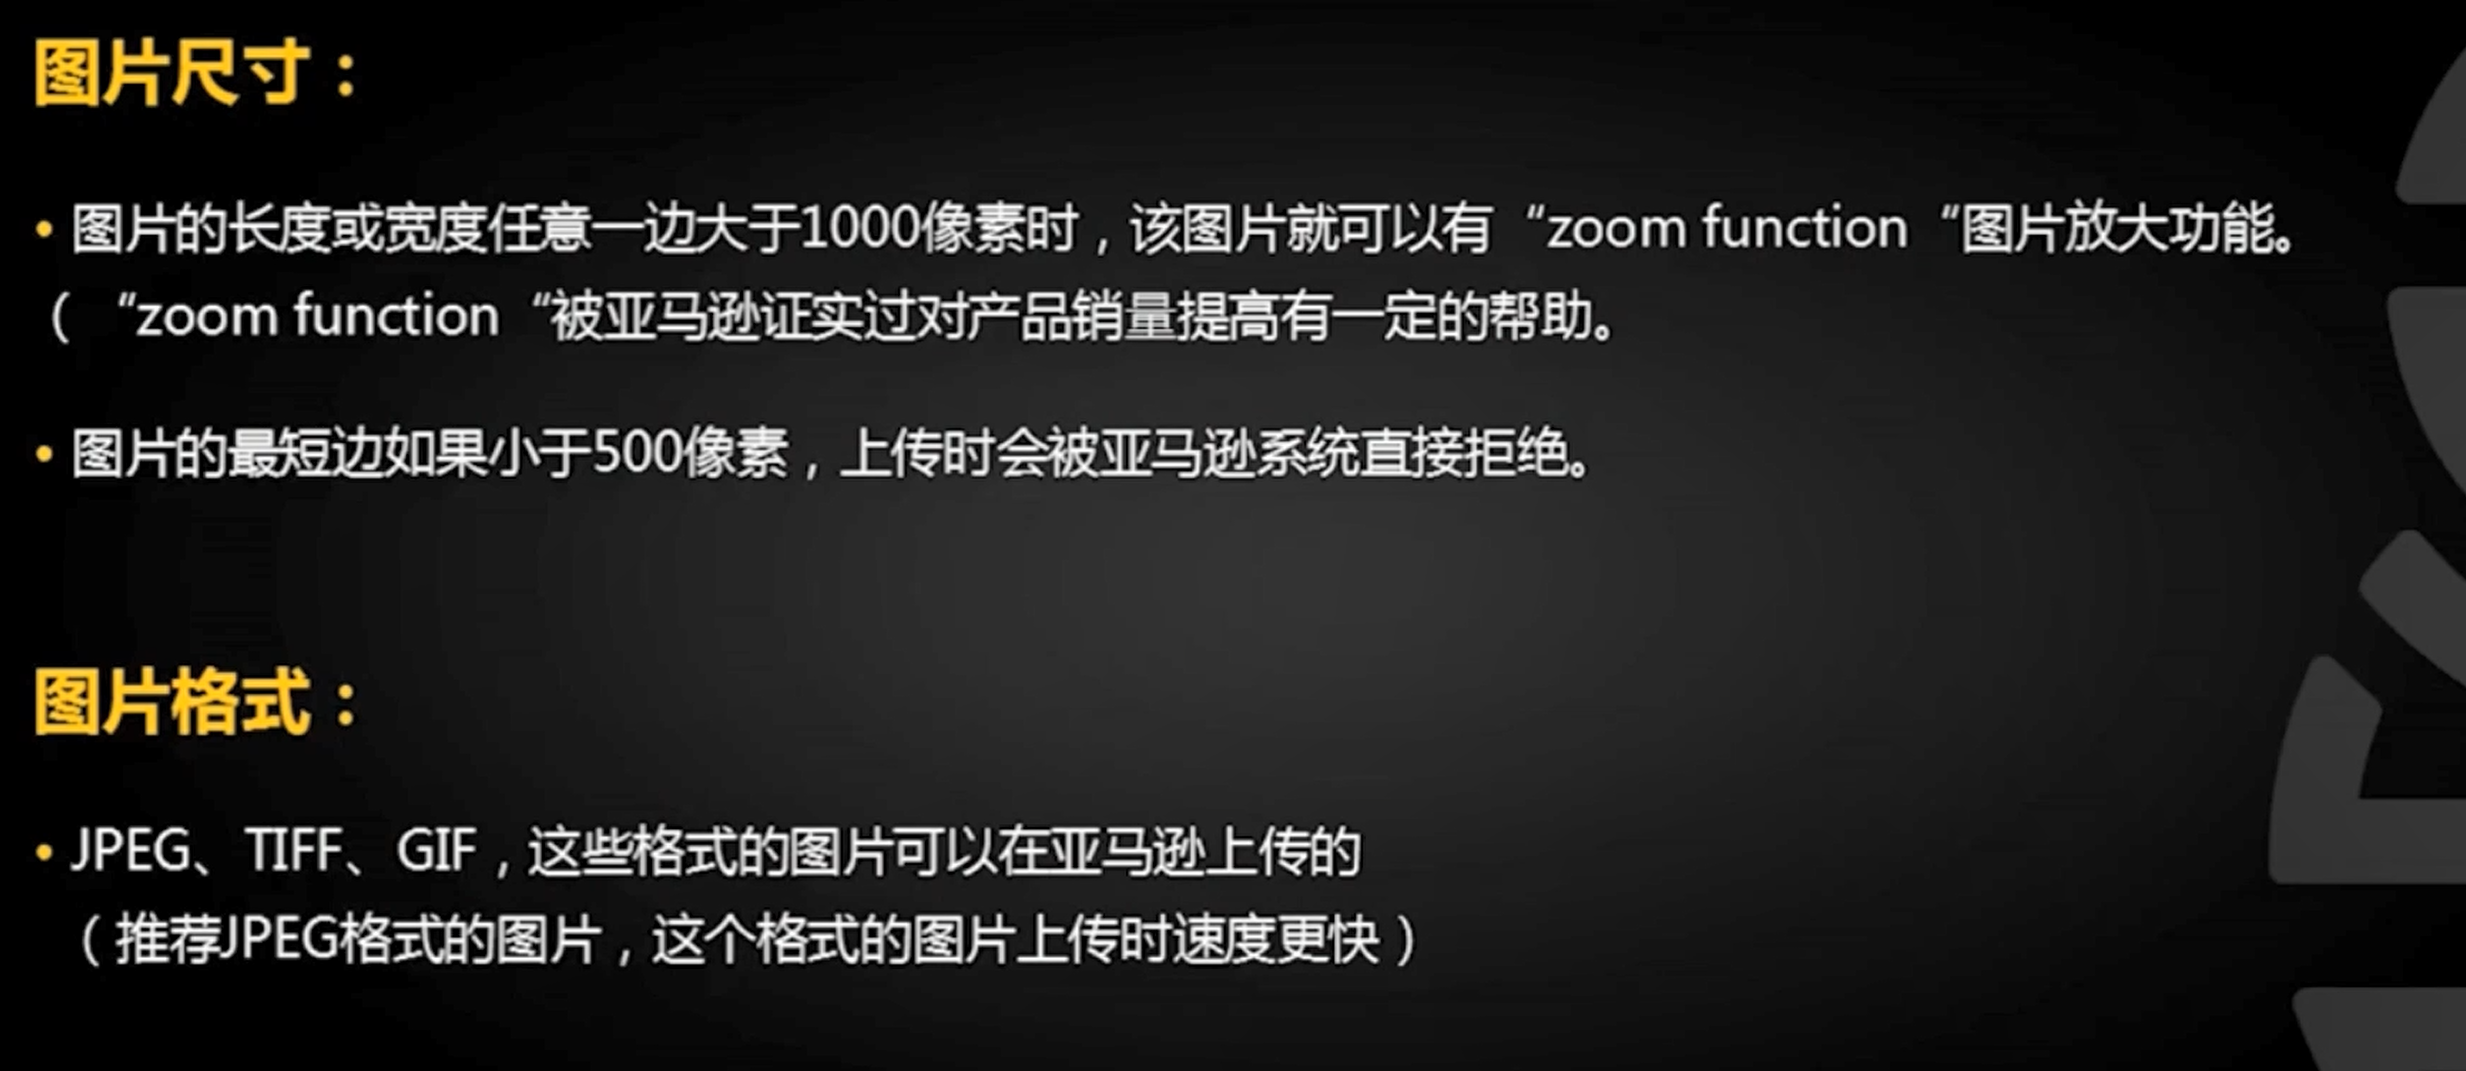 图片尺寸：
• 图片的长度或宽度任意一边大于1000像素时，该图片就可以有“zoom function“图片放大功能。
（“zoom function“被亚马逊证实过对产品销量提高有一定的帮助。
• 图片的最短边如果小于500像素，上传时会被亚马逊系统直接拒绝。
图片格式：
• JPEG、TIFF、GIF，这些格式的图片可以在亚马逊上传的
（推荐JPEG格式的图片，这个格式的图片上传时速度更快）